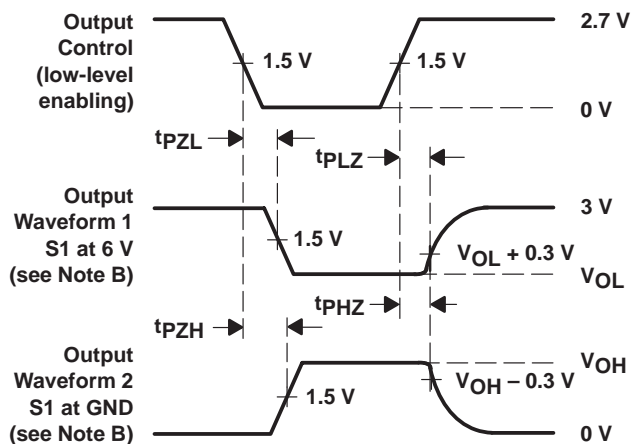 Output
Control
(low-level
enabling)
2.7 V
1.5 V
1.5 V
0 V
tPZL
tPLZ
Output
Waveform 1
S1 at 6 V
(see Note B)
3 V
1.5 V
VOL + 0.3 V
VOL
tPHZ
tPZH
Output
Waveform 2
S1 at GND
(see Note B)
VOH
VOH – 0.3 V
1.5 V
0 V